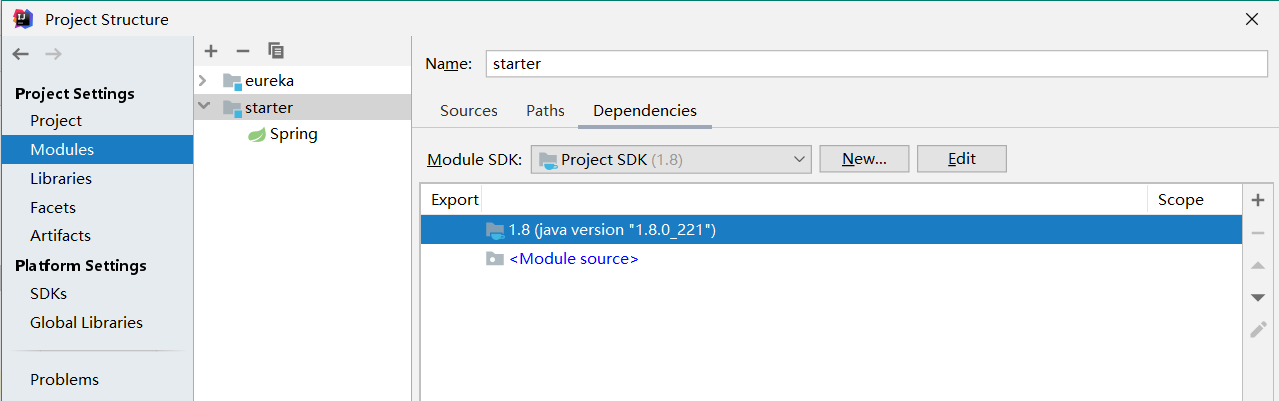 Project Structure
Project Settings
Project
Modules
Libraries
Facets
Artifacts
Platform Settings
SDKs
Global Libraries
Problems
eureka
starter
Spring
Name: starter
Sources Paths Dependencies
Module SDK: Project SDK (1.8) New... Edit
Export Scope
1.8 (java version "1.8.0_221")
<Module source>